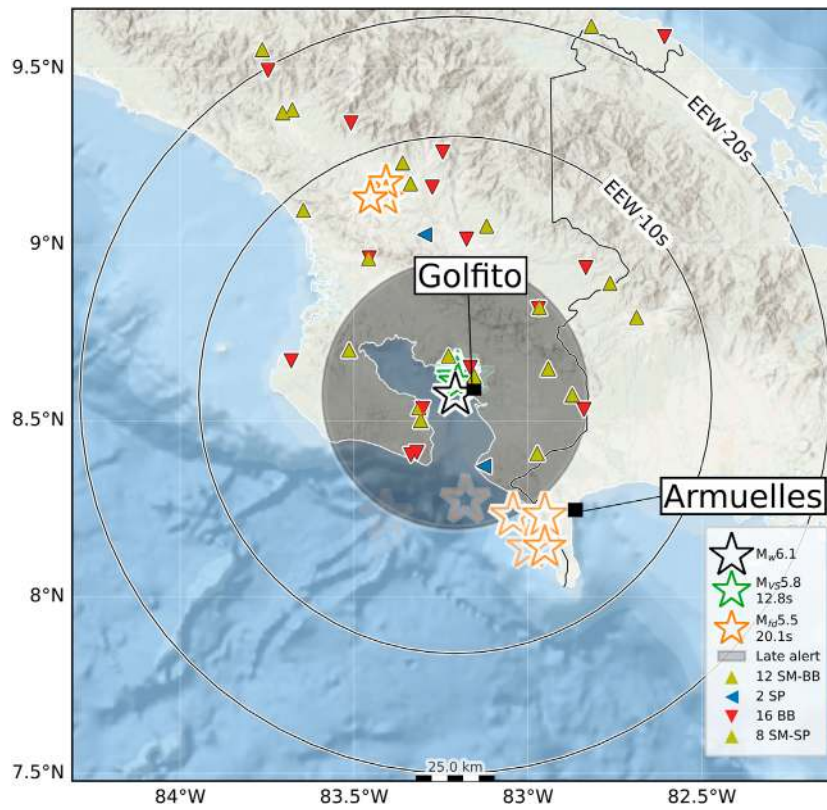 9.5°N
9°N
8.5°N
8°N
7.5°N
84°W
83.5°W
83°W
82.5°W
EEW-20s
EEW-10s
Golfito
Armuelles
Mw6.1
MVS5.8
12.8s
Mfd5.5
20.1s
Late alert
12 SM-BB
2 SP
16 BB
8 SM-SP
25.0 km